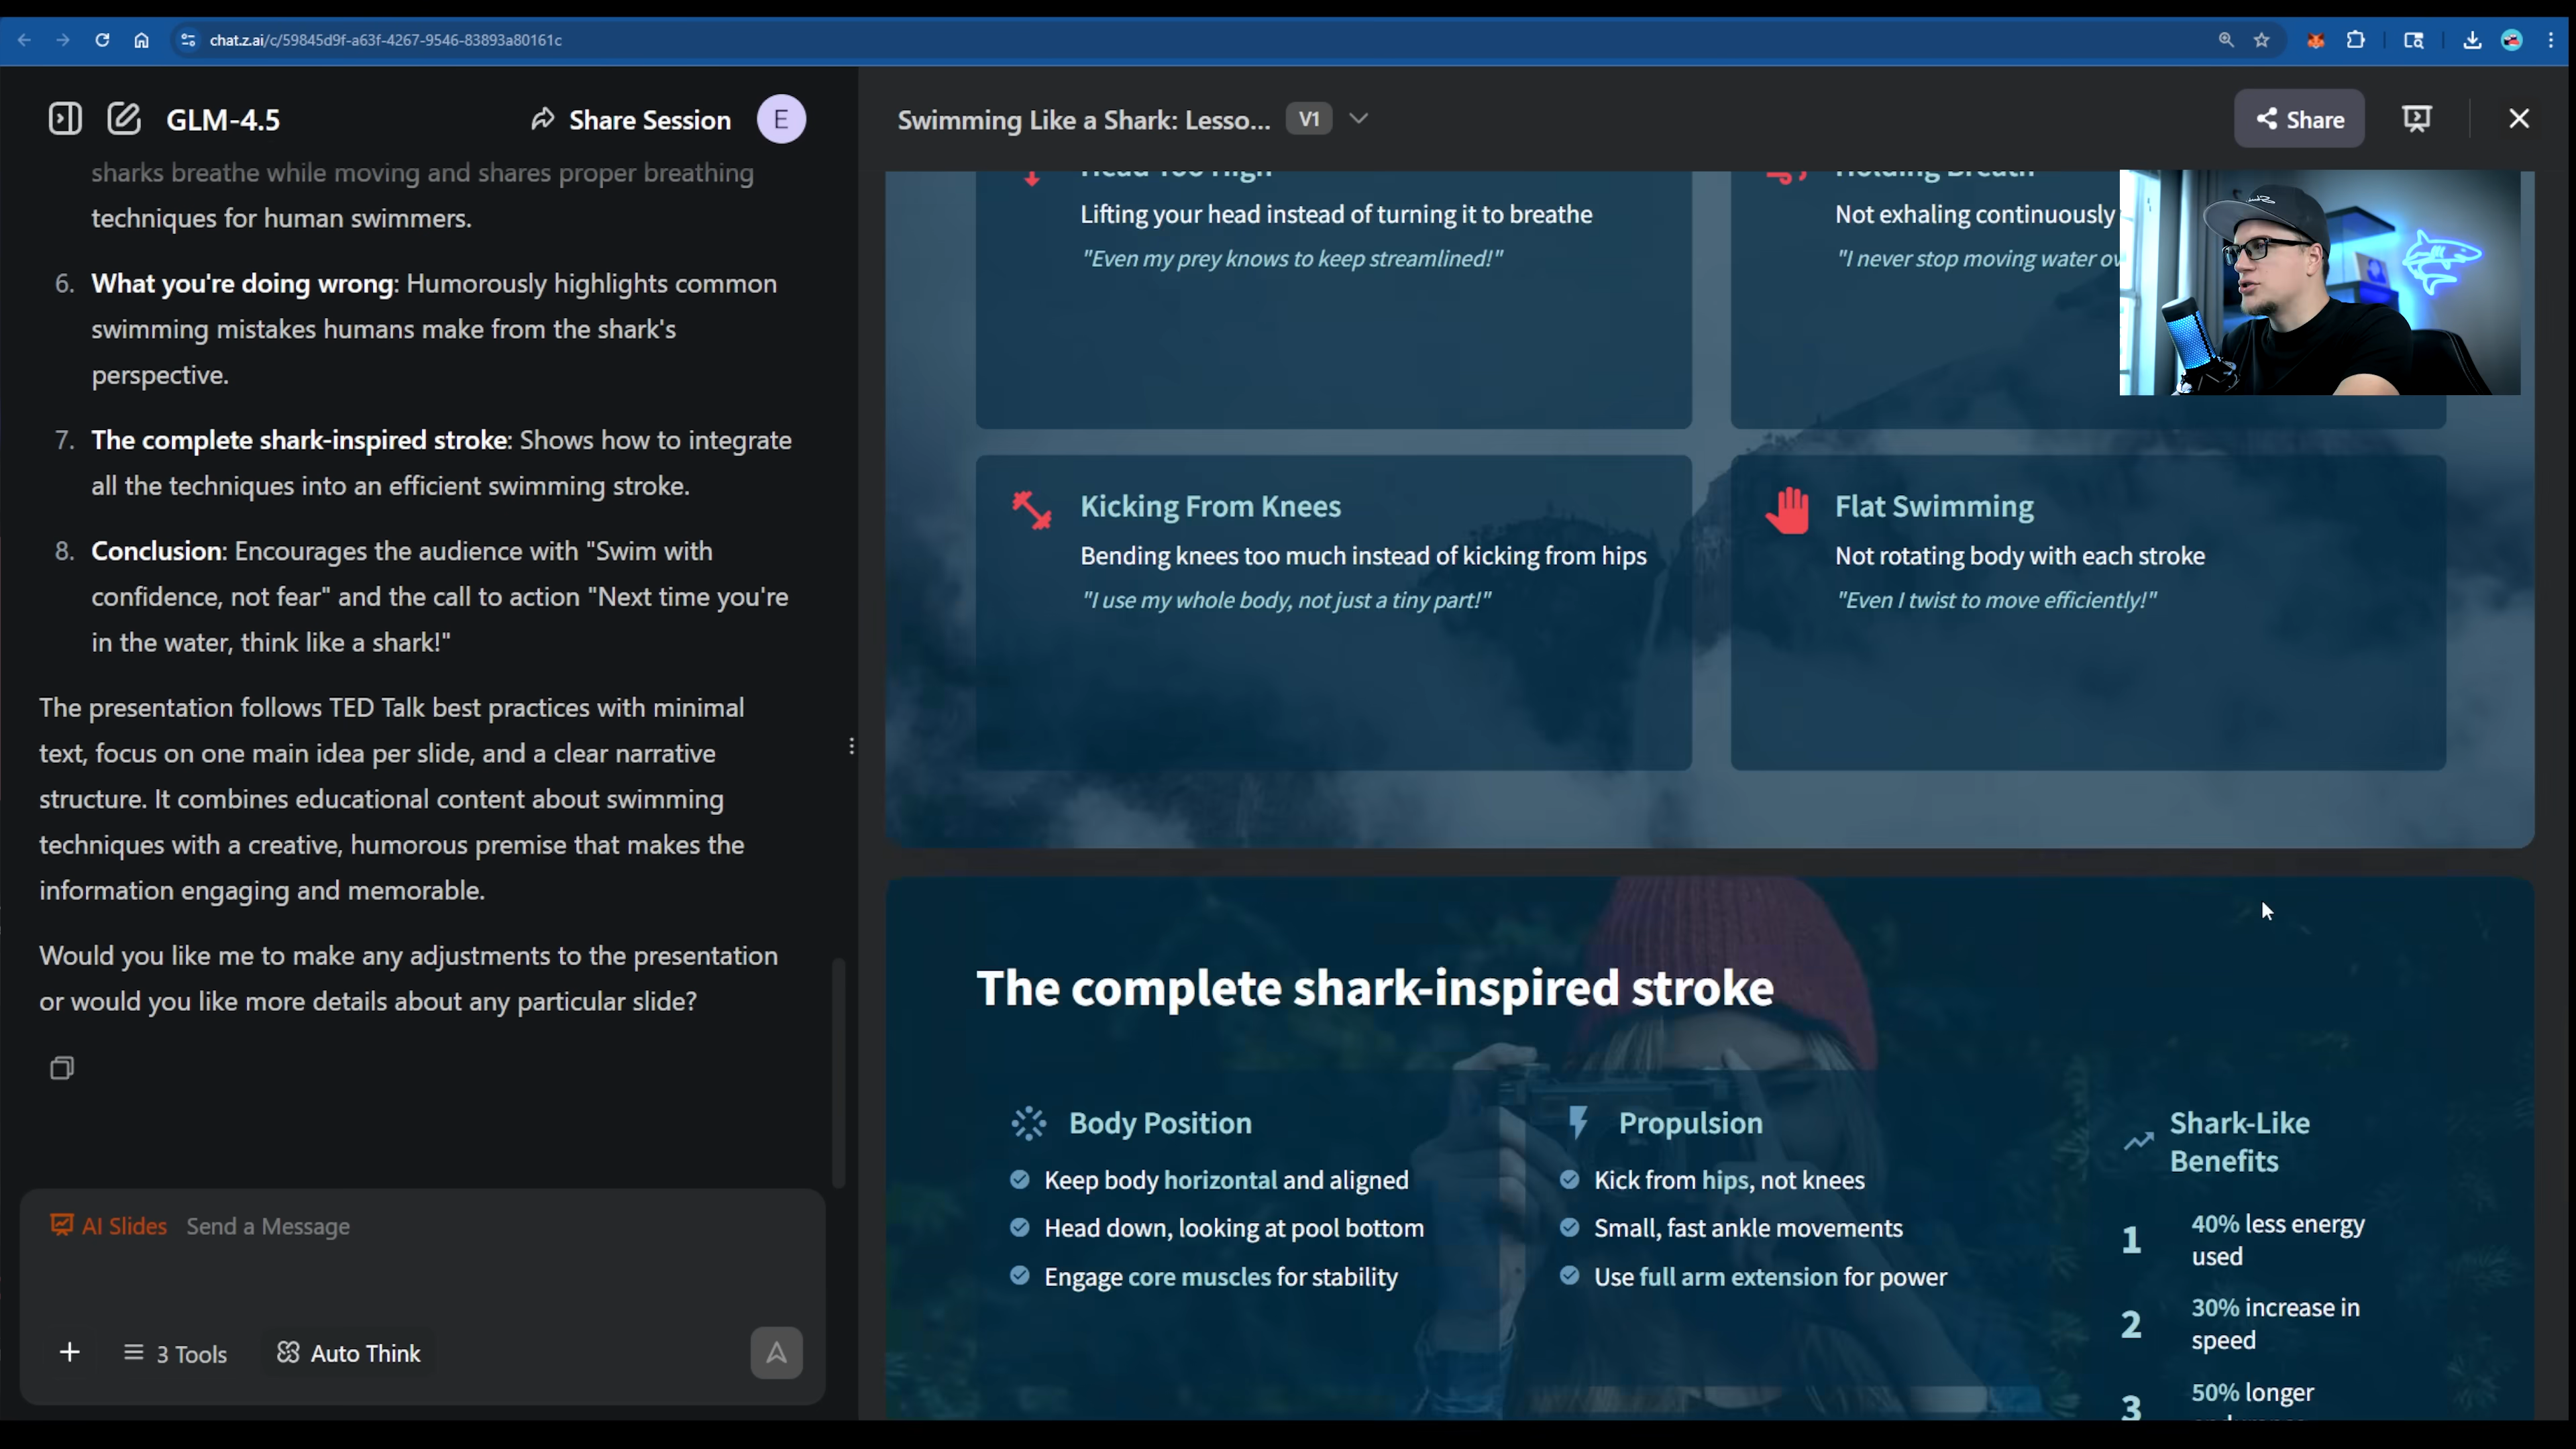 chat.z.ai/c/59845d9f-a63f-4267-9546-83893a80161c
GLM-4.5
Share Session
E
sharks breathe while moving and shares proper breathing
techniques for human swimmers.
6. What you're doing wrong: Humorously highlights common
swimming mistakes humans make from the shark's
perspective.
7. The complete shark-inspired stroke: Shows how to integrate
all the techniques into an efficient swimming stroke.
8. Conclusion: Encourages the audience with "Swim with
confidence, not fear" and the call to action "Next time you're
in the water, think like a shark!"
The presentation follows TED Talk best practices with minimal
text, focus on one main idea per slide, and a clear narrative
structure. It combines educational content about swimming
techniques with a creative, humorous premise that makes the
information engaging and memorable.
Would you like me to make any adjustments to the presentation
or would you like more details about any particular slide?
AI Slides Send a Message
3 Tools
Auto Think
Swimming Like a Shark: Lesso...
V1
Share
Head Too High
Lifting your head instead of turning it to breathe
"Even my prey knows to keep streamlined!"
Holding Breath
Not exhaling continuously
"I never stop moving water ov
Kicking From Knees
Bending knees too much instead of kicking from hips
"I use my whole body, not just a tiny part!"
Flat Swimming
Not rotating body with each stroke
"Even I twist to move efficiently!"
The complete shark-inspired stroke
Body Position
Keep body horizontal and aligned
Head down, looking at pool bottom
Engage core muscles for stability
Propulsion
Kick from hips, not knees
Small, fast ankle movements
Use full arm extension for power
Shark-Like
Benefits
1 40% less energy
used
2 30% increase in
speed
3 50% longer